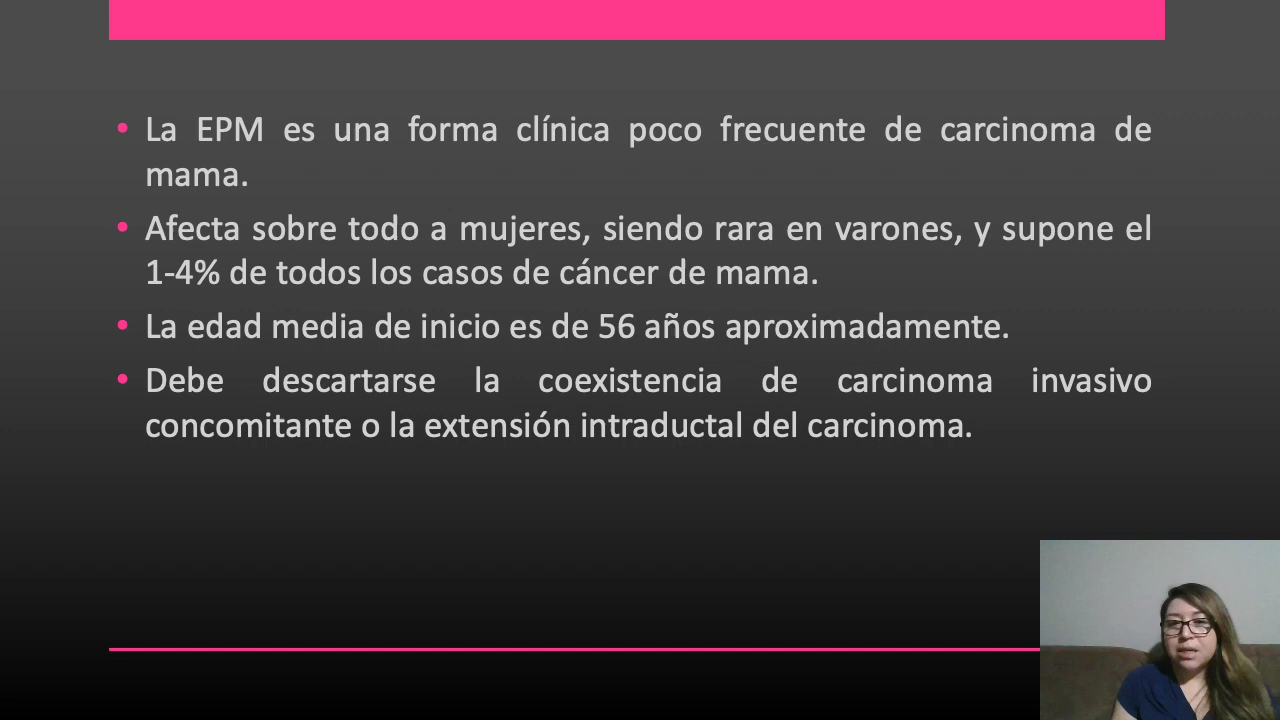 • La EPM es una forma clínica poco frecuente de carcinoma de
mama.
• Afecta sobre todo a mujeres, siendo rara en varones, y supone el
1-4% de todos los casos de cáncer de mama.
• La edad media de inicio es de 56 años aproximadamente.
• Debe descartarse la coexistencia de carcinoma invasivo
concomitante o la extensión intraductal del carcinoma.